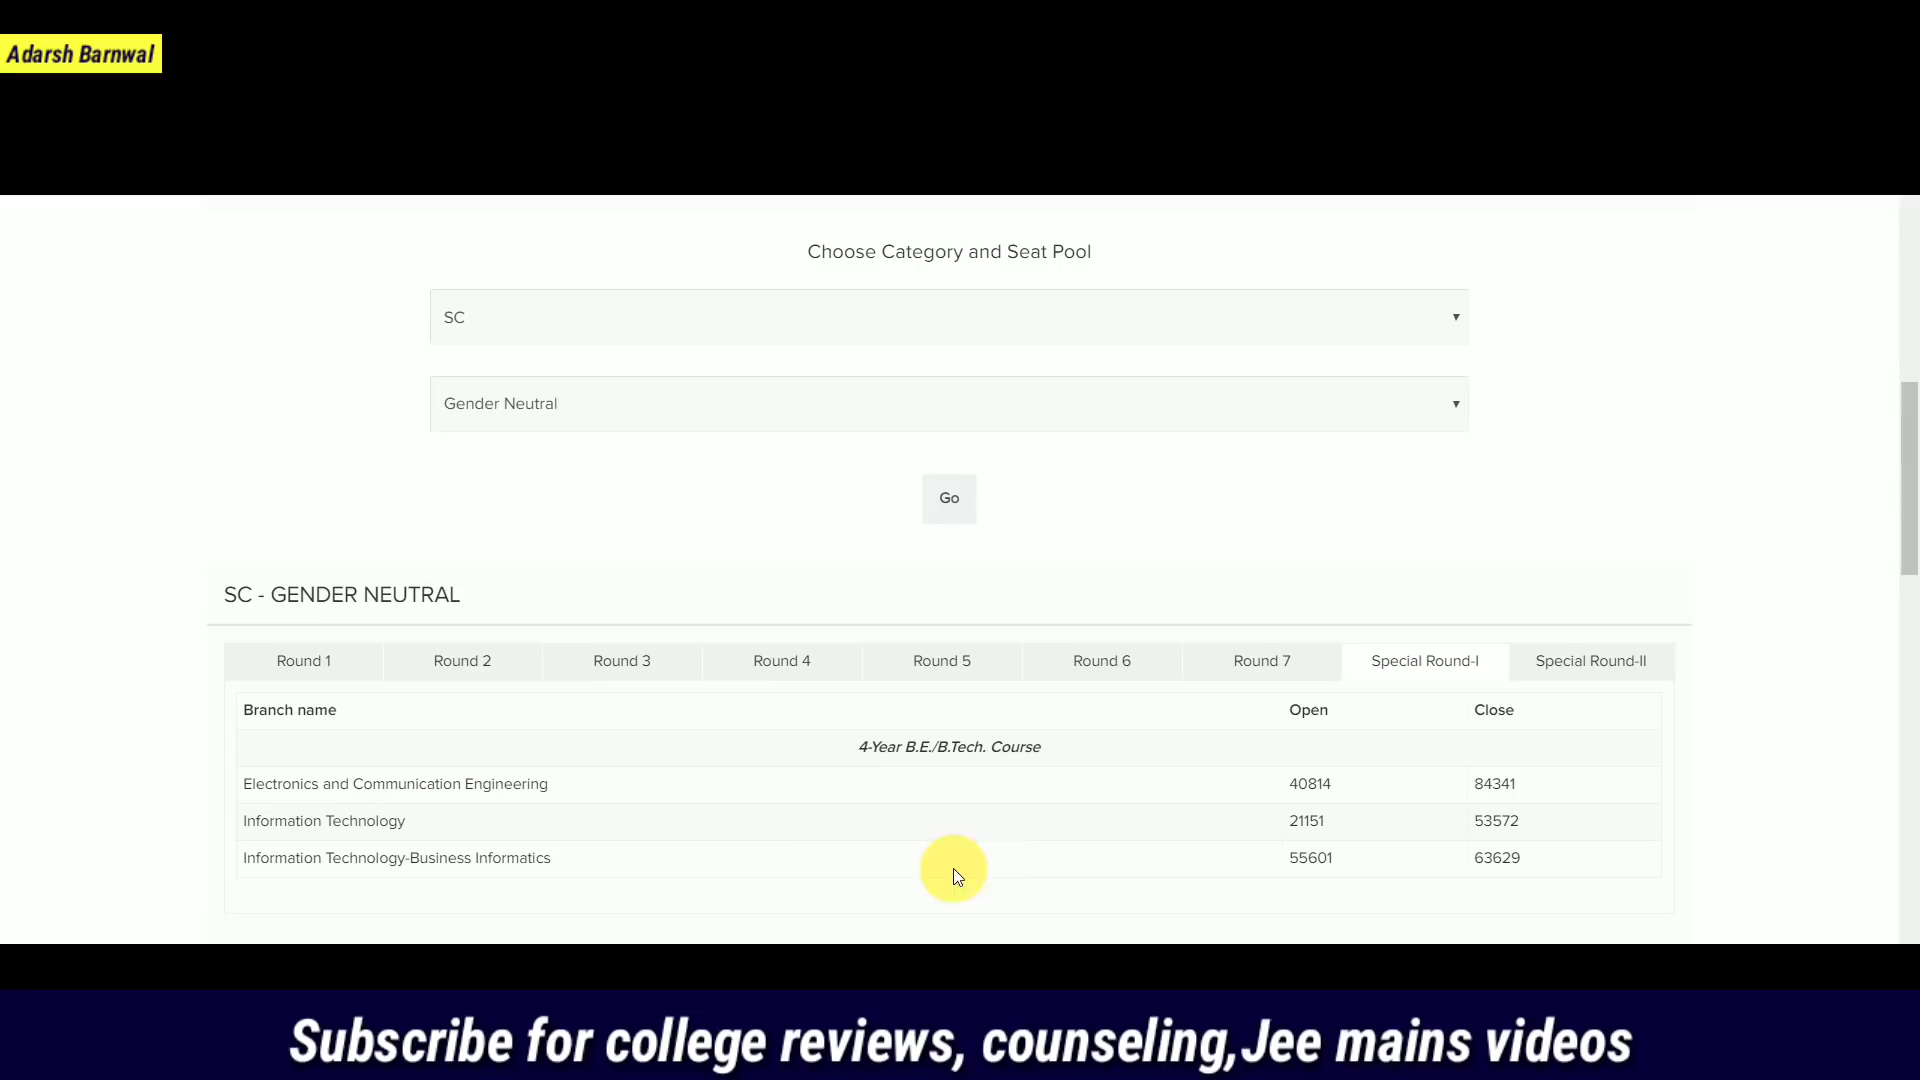 Adarsh Barnwal
Choose Category and Seat Pool
SC
Gender Neutral
Go
SC - GENDER NEUTRAL
Round 1 Round 2 Round 3 Round 4 Round 5 Round 6 Round 7 Special Round-I Special Round-II
Branch name Open Close
4-Year B.E./B.Tech. Course
Electronics and Communication Engineering 40814 84341
Information Technology 21151 53572
Information Technology-Business Informatics 55601 63629
Subscribe for college reviews, counseling,Jee mains videos